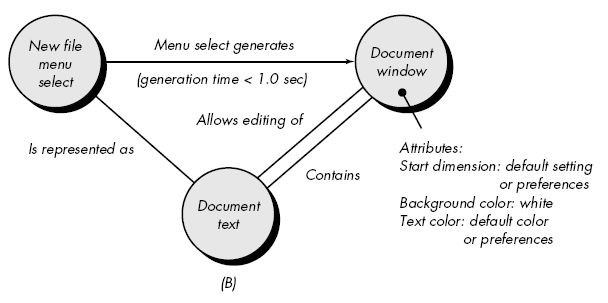 New file
menu
select
Menu select generates
(generation time < 1.0 sec)
Document
window
Allows editing of
Is represented as
Contains
Attributes:
Start dimension: default setting
or preferences
Background color: white
Text color: default color
or preferences
Document
text
(B)